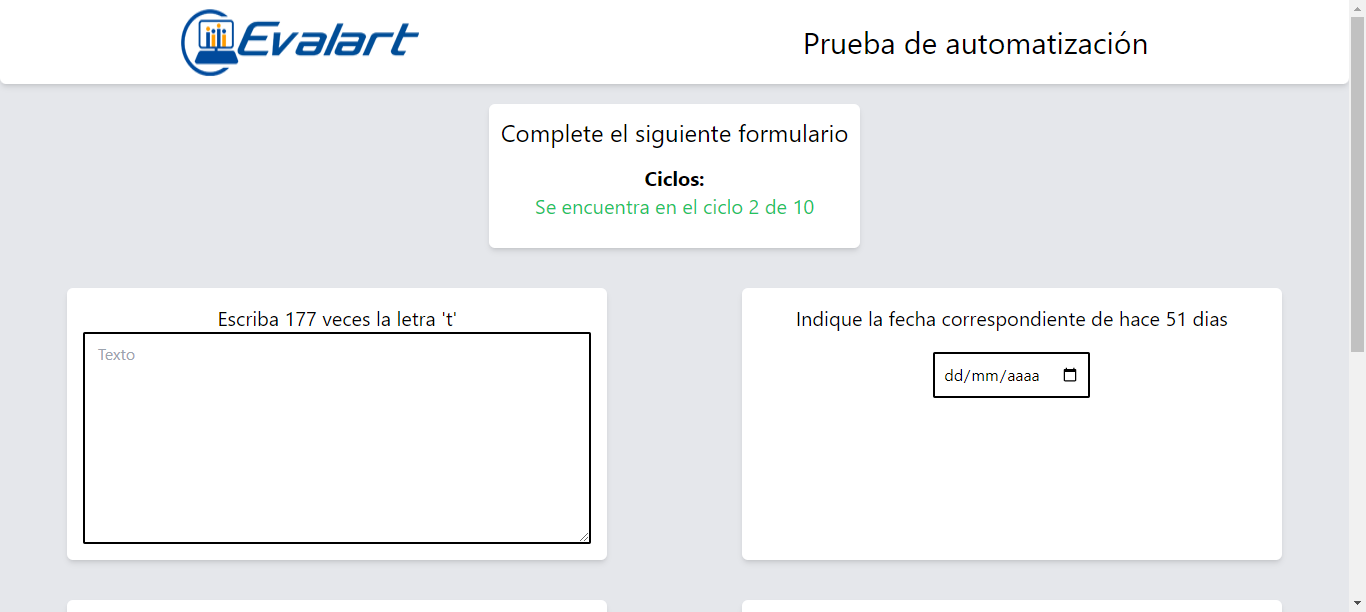 Evalart
Prueba de automatización
Complete el siguiente formulario
Ciclos:
Se encuentra en el ciclo 2 de 10
Escriba 177 veces la letra 't'
Texto
Indique la fecha correspondiente de hace 51 dias
dd/mm/aaaa